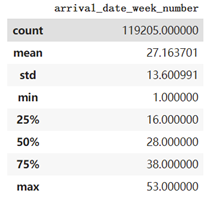 arrival_date_week_number
count 119205.000000
mean 27.163701
std 13.600991
min 1.000000
25% 16.000000
50% 28.000000
75% 38.000000
max 53.000000